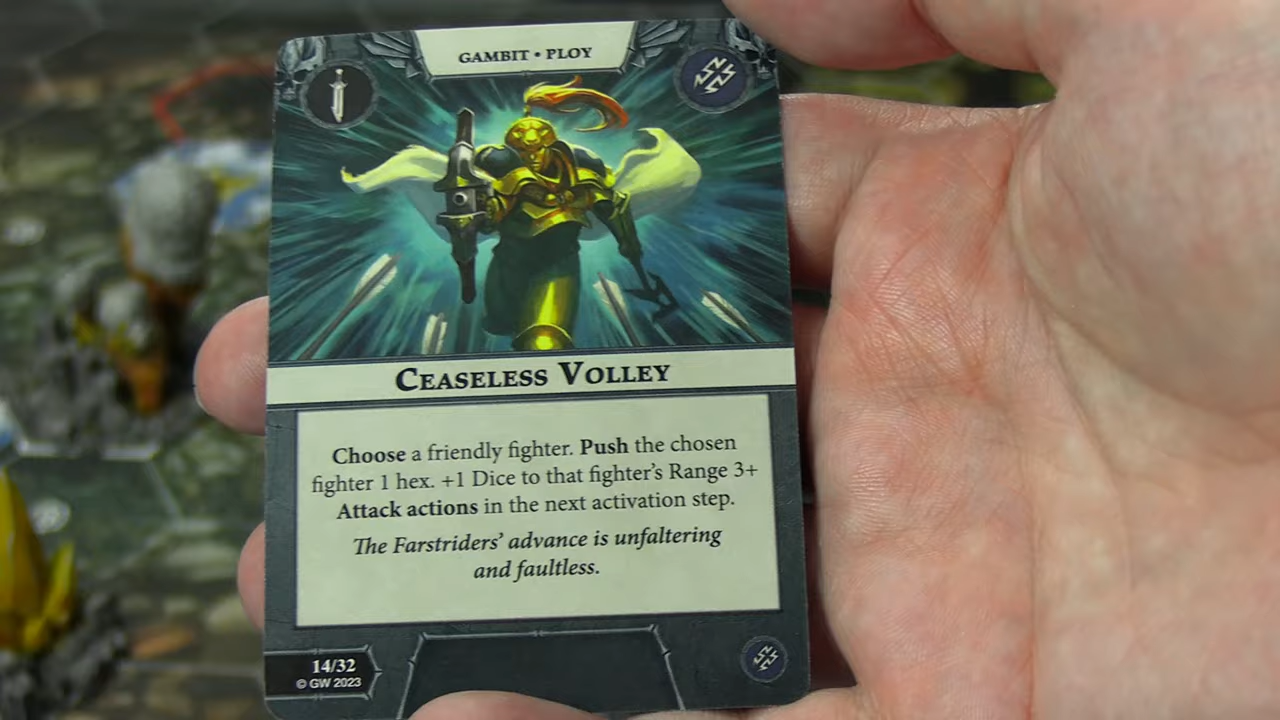 GAMBIT • PLOY
CEASELESS VOLLEY
Choose a friendly fighter. Push the chosen
fighter 1 hex. +1 Dice to that fighter's Range 3+
Attack actions in the next activation step.
The Farstriders' advance is unfaltering
and faultless.
14/32
© GW 2023